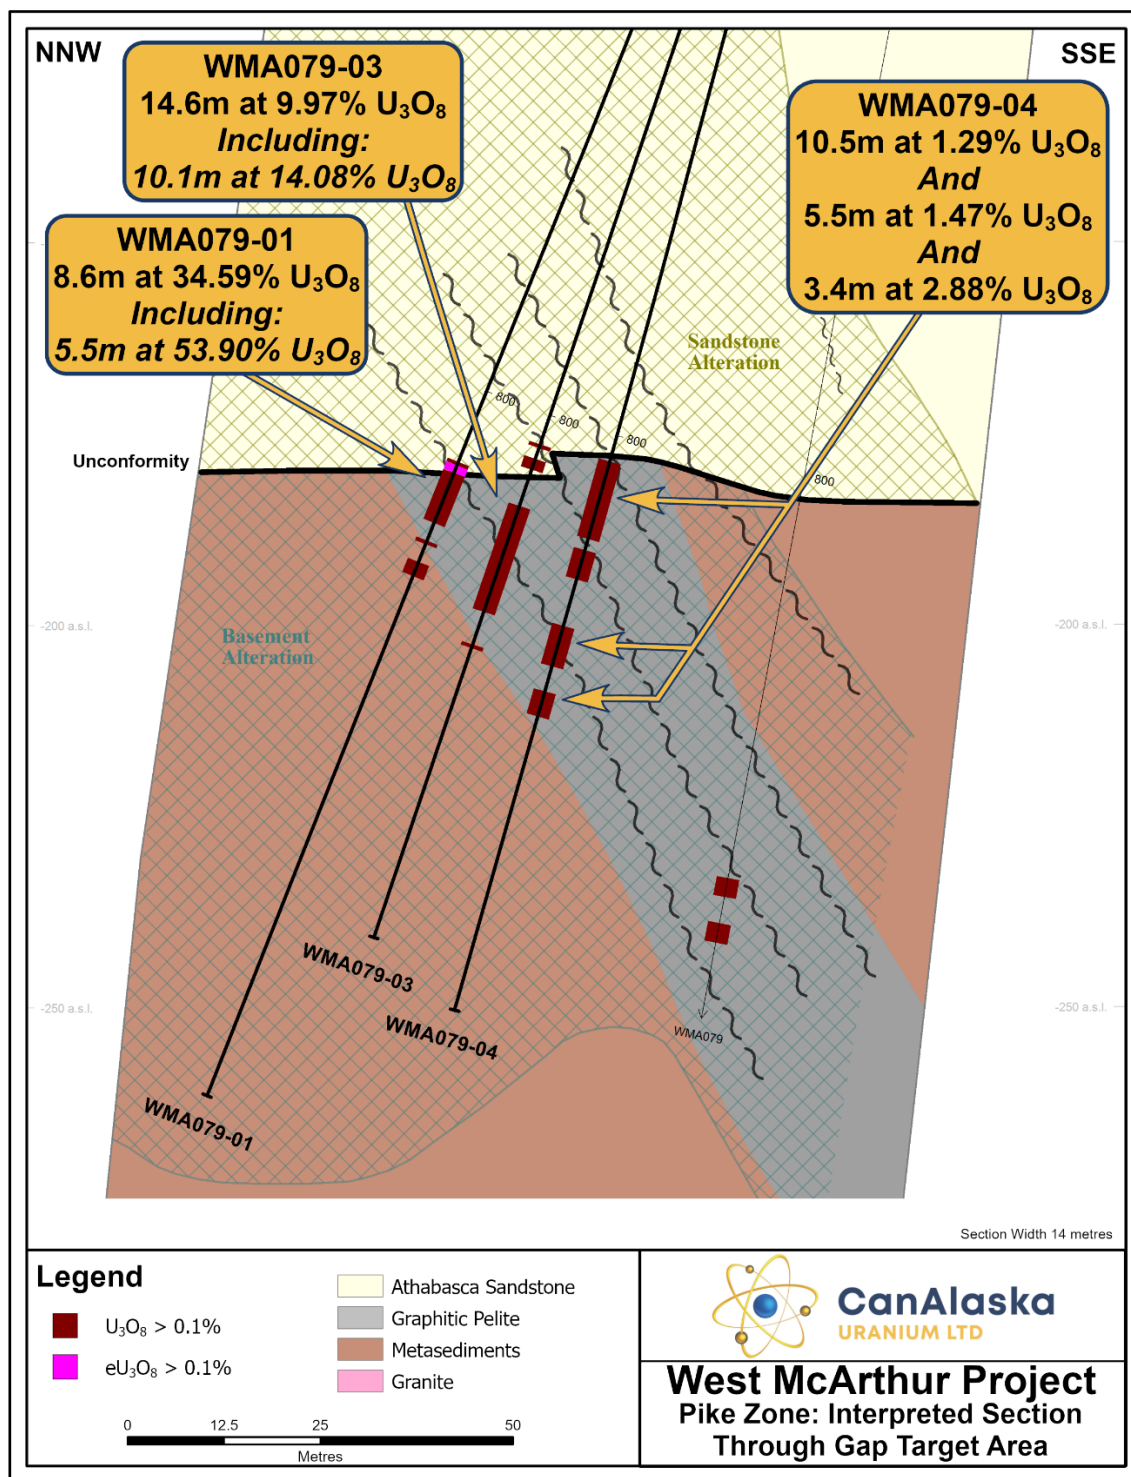 NNW
SSE
WMA079-03
14.6m at 9.97% U₃O₈
Including:
10.1m at 14.08% U₃O₈
WMA079-04
10.5m at 1.29% U₃O₈
And
5.5m at 1.47% U₃O₈
And
3.4m at 2.88% U₃O₈
WMA079-01
8.6m at 34.59% U₃O₈
Including:
5.5m at 53.90% U₃O₈
Sandstone
Alteration
800
800
800
800
Unconformity
-200 a.s.l.
-200 a.s.l.
Basement
Alteration
WMA079-03
WMA079-04
WMA079
-250 a.s.l.
-250 a.s.l.
WMA079-01
Section Width 14 metres
Legend
U₃O₈ > 0.1%
eU₃O₈ > 0.1%
Athabasca Sandstone
Graphitic Pelite
Metasediments
Granite
0 12.5 25 50
Metres
CanAlaska
URANIUM LTD
West McArthur Project
Pike Zone: Interpreted Section
Through Gap Target Area